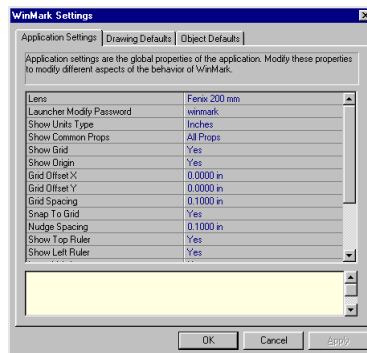 WinMark Settings
Application Settings Drawing Defaults Object Defaults
Application settings are the global properties of the application. Modify these properties
to modify different aspects of the behavior of WinMark.
Lens Fenix 200 mm
Launcher Modify Password winmark
Show Units Type Inches
Show Common Props All Props
Show Grid Yes
Show Origin Yes
Grid Offset X 0.0000 in
Grid Offset Y 0.0000 in
Grid Spacing 0.1000 in
Snap To Grid Yes
Nudge Spacing 0.1000 in
Show Top Ruler Yes
Show Left Ruler Yes
OK Cancel Apply